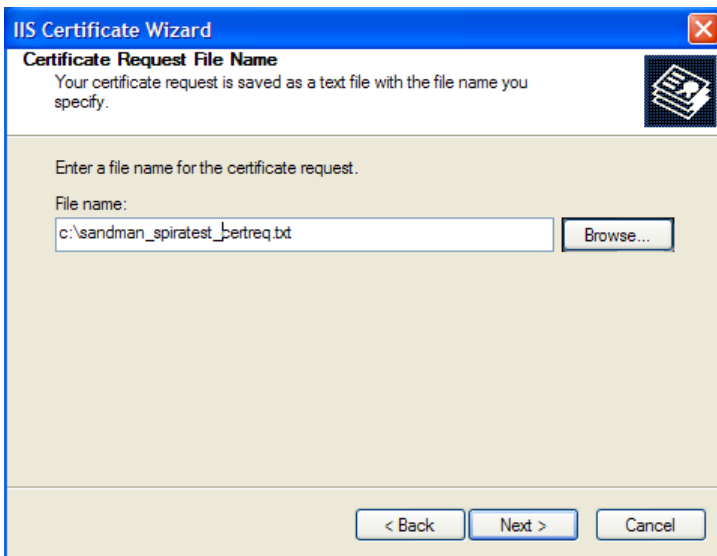 IIS Certificate Wizard
Certificate Request File Name
Your certificate request is saved as a text file with the file name you
specify.
Enter a file name for the certificate request.
File name:
c:\sandman_spiratest_certreq.txt
Browse...
< Back
Next >
Cancel